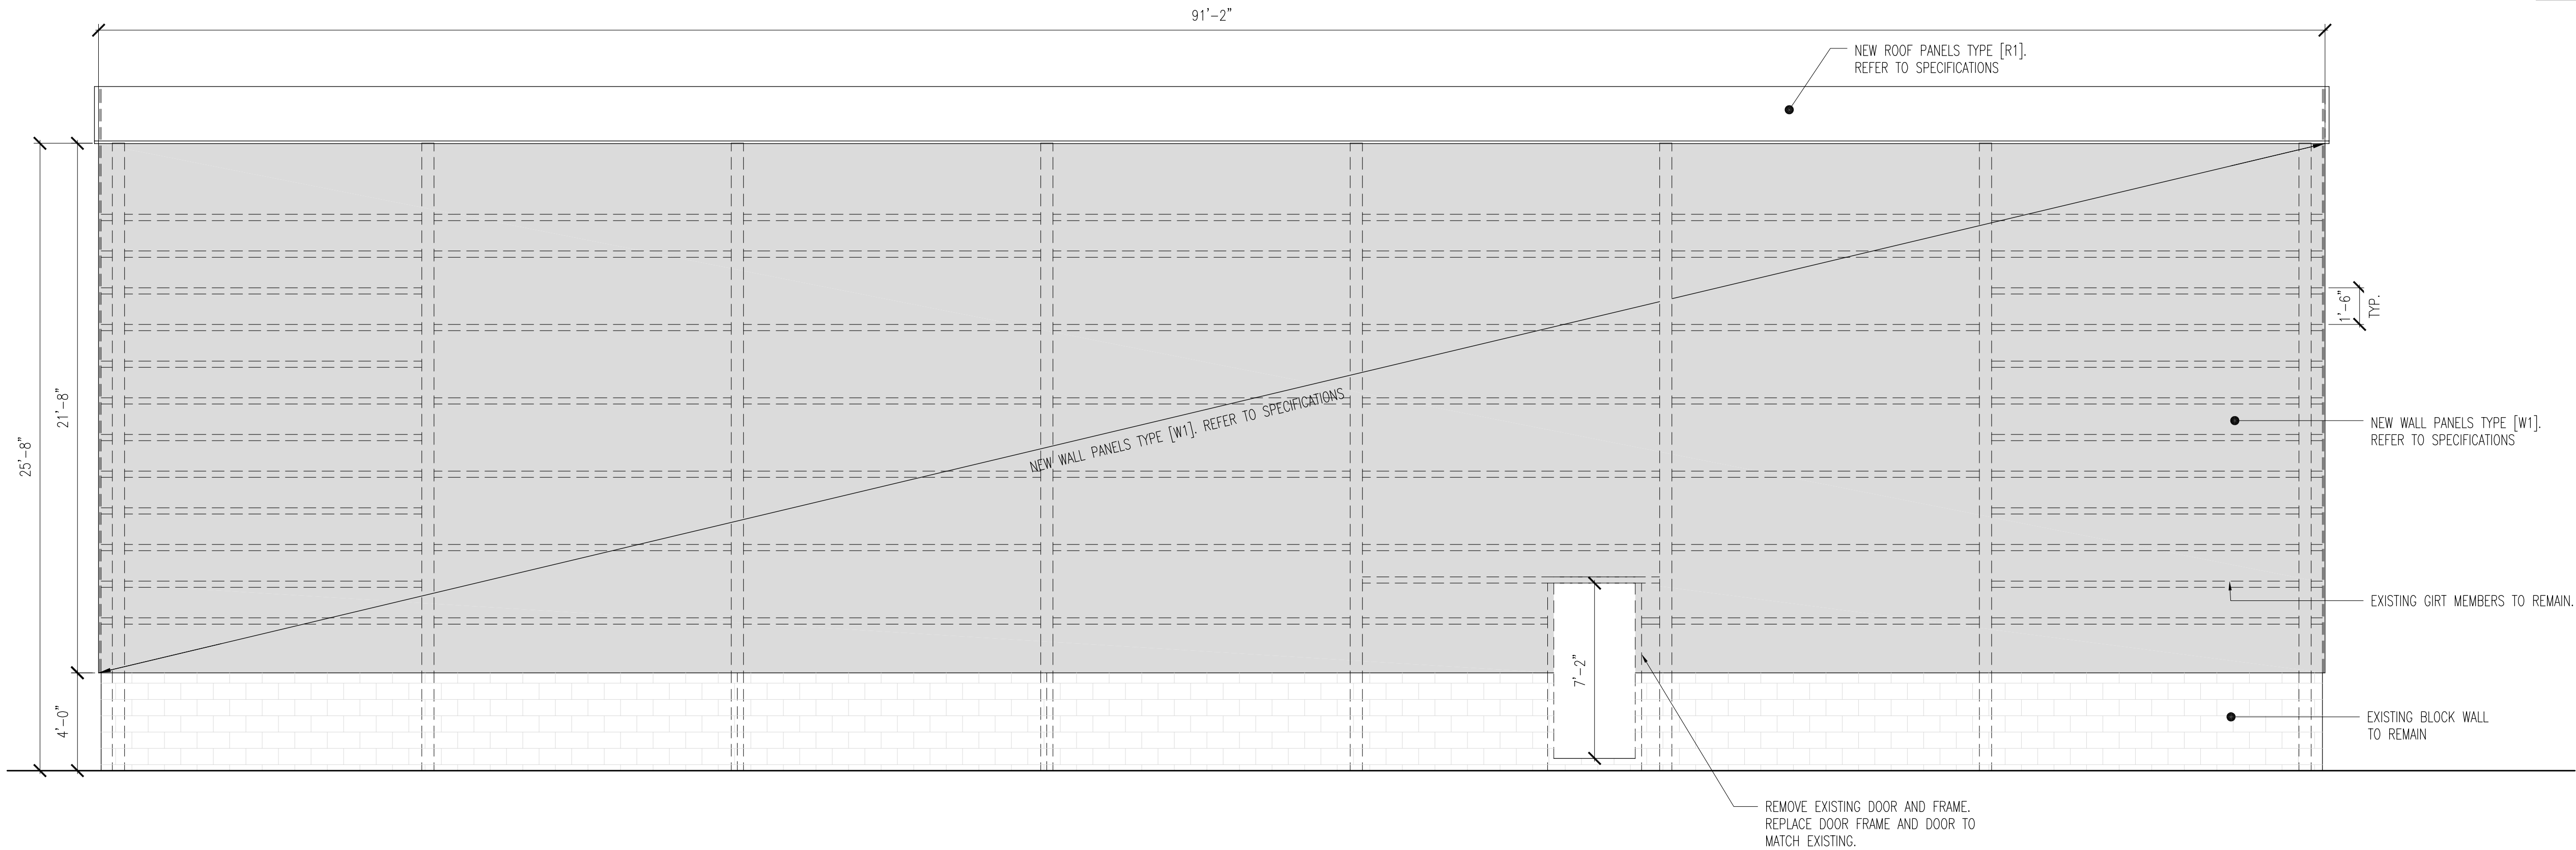 91'-2"
NEW ROOF PANELS TYPE [R1].
REFER TO SPECIFICATIONS
25'-8"
21'-8"
4'-0"
1'-6"
TYP.
NEW WALL PANELS TYPE [W1]. REFER TO SPECIFICATIONS
NEW WALL PANELS TYPE [W1].
REFER TO SPECIFICATIONS
EXISTING GIRT MEMBERS TO REMAIN.
7'-2"
EXISTING BLOCK WALL
TO REMAIN
REMOVE EXISTING DOOR AND FRAME.
REPLACE DOOR FRAME AND DOOR TO
MATCH EXISTING.